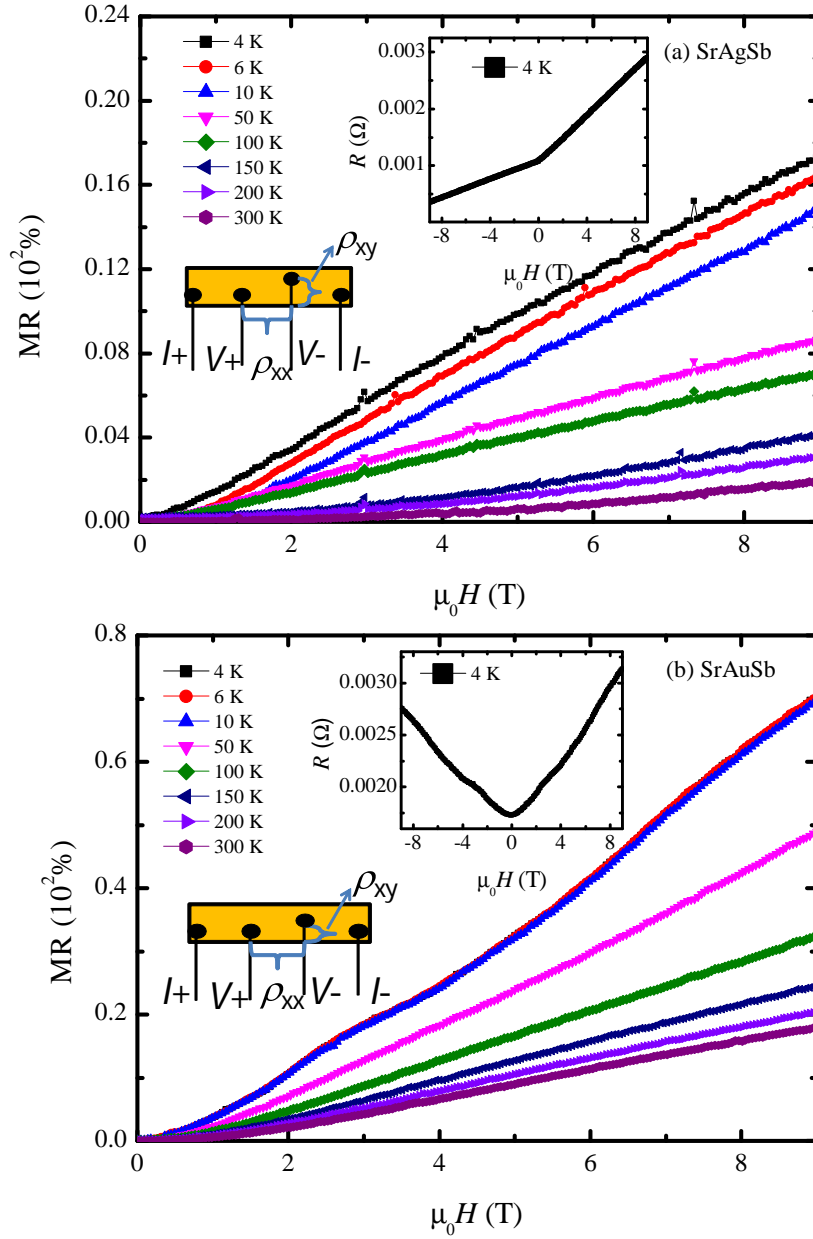 (a) SrAgSb
4 K
6 K
10 K
50 K
100 K
150 K
200 K
300 K
MR (10²%)
0.24
0.20
0.16
0.12
0.08
0.04
0.00
0 2 4 6 8
μ₀H (T)
4 K
R (Ω)
0.003
0.002
0.001
-8 -4 0 4 8
μ₀H (T)
ρxy
I+ V+ ρxx V- I-
(b) SrAuSb
4 K
6 K
10 K
50 K
100 K
150 K
200 K
300 K
MR (10²%)
0.8
0.6
0.4
0.2
0.0
0 2 4 6 8
μ₀H (T)
4 K
R (Ω)
0.0030
0.0025
0.0020
-8 -4 0 4 8
μ₀H (T)
ρxy
I+ V+ ρxx V- I-